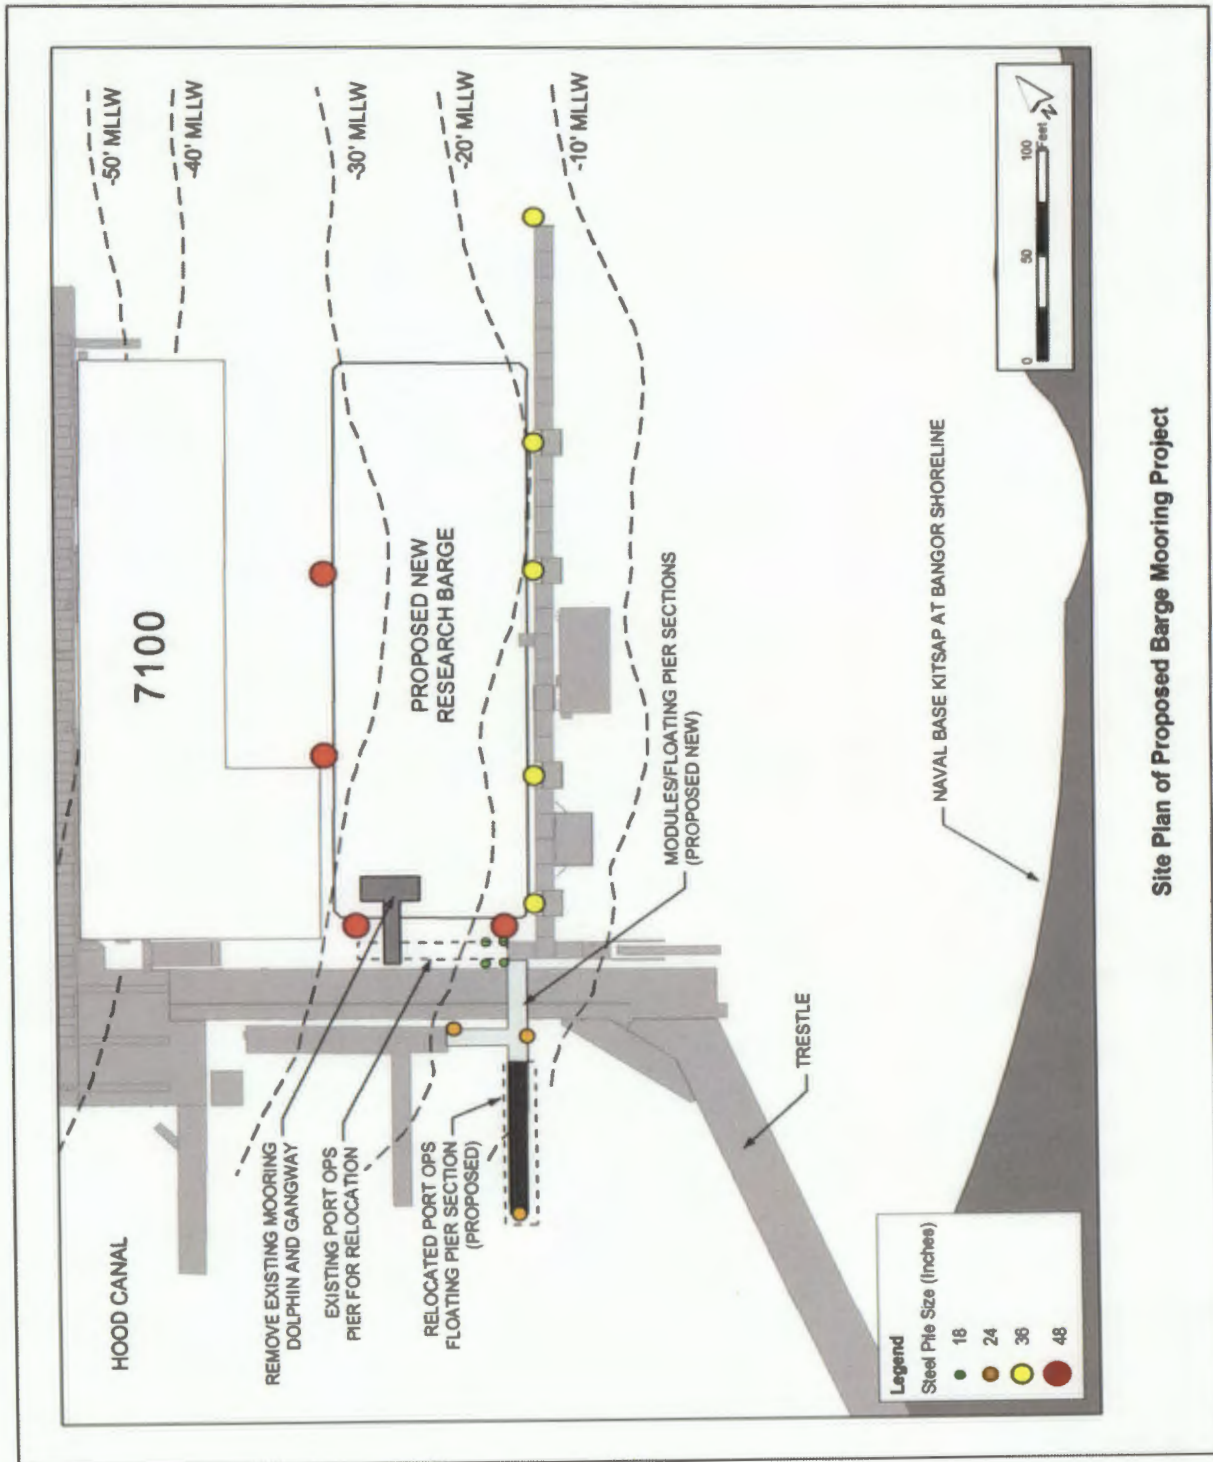 -50' MLLW
-40' MLLW
-30' MLLW
-20' MLLW
-10' MLLW
7100
PROPOSED NEW
RESEARCH BARGE
HOOD CANAL
REMOVE EXISTING MOORING
DOLPHIN AND GANGWAY
EXISTING PORT OPS
PIER FOR RELOCATION
RELOCATED PORT OPS
FLOATING PIER SECTION
(PROPOSED)
MODULES/FLOATING PIER SECTIONS
(PROPOSED NEW)
TRESTLE
NAVAL BASE KITSAP AT BANGOR SHORELINE
Legend
Steel Pile Size (Inches)
18
24
36
48
0 50 100
Feet
N
Site Plan of Proposed Barge Mooring Project